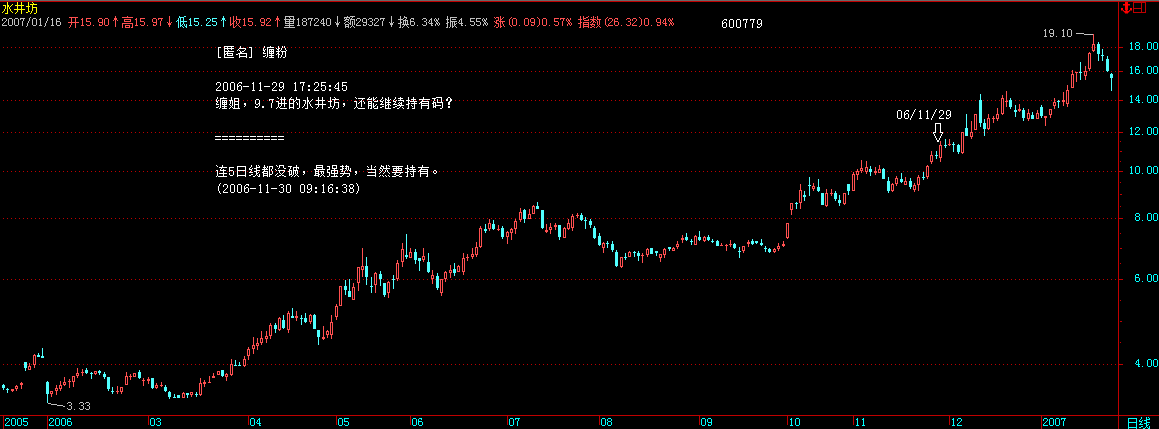 水井坊
2007/01/16 开15.90↑高15.97↓低15.25↑收15.92↑量187240↓额29327↓换6.34% 振4.55% 涨(0.09)0.57% 指数(26.32)0.94%
600779
[匿名] 缠粉
2006-11-29 17:25:45
缠姐，9.7进的水井坊，还能继续持有码？
==========
连5日线都没破，最强势，当然要持有。
(2006-11-30 09:16:38)
19.10
06/11/29
3.33
18.00
16.00
14.00
12.00
10.00
8.00
6.00
4.00
2005 2006 03 04 05 06 07 08 09 10 11 12 2007 日线